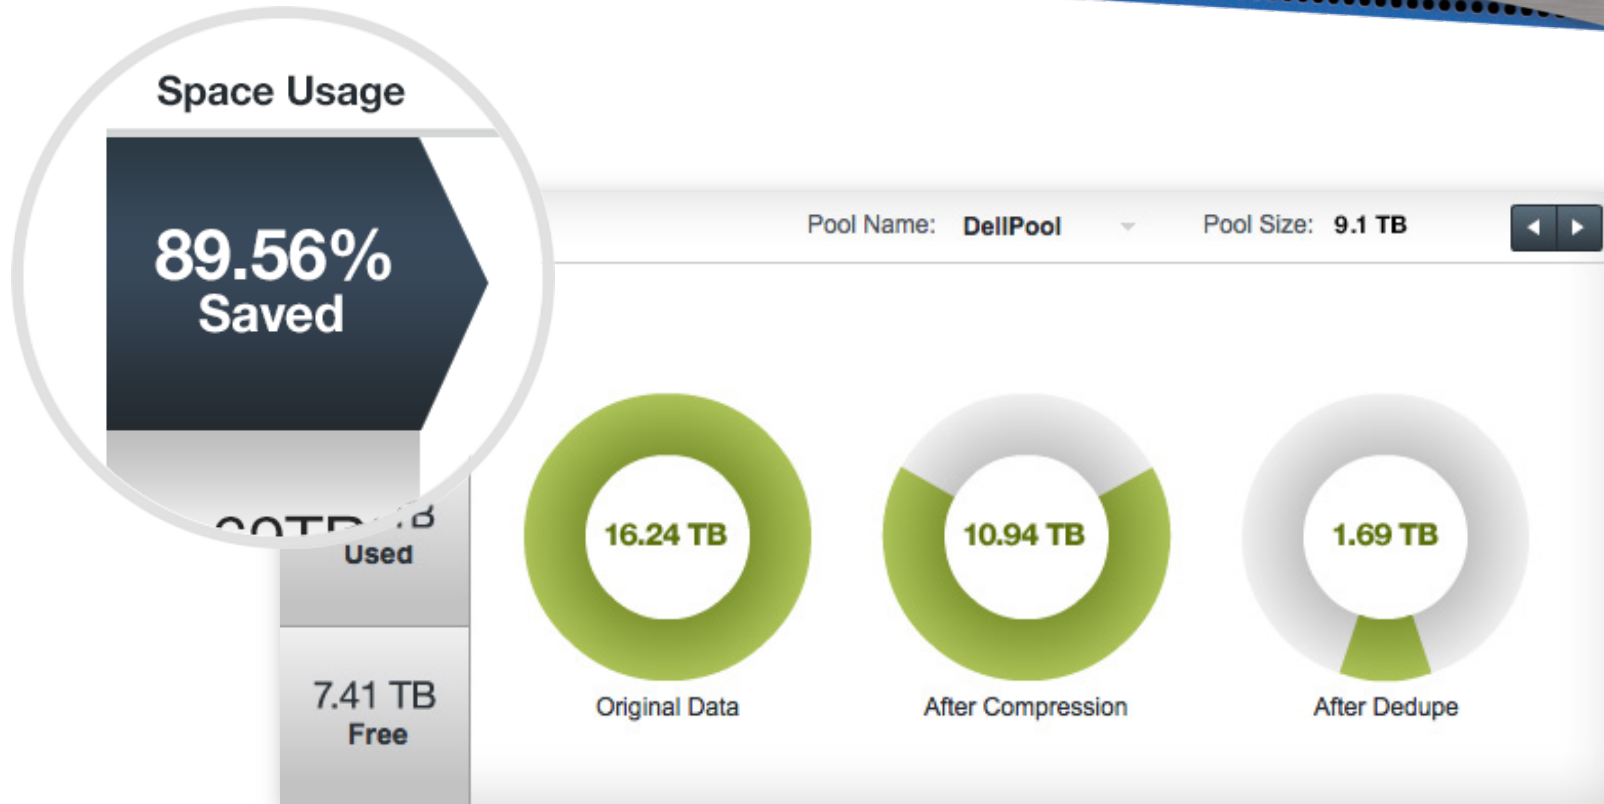 Space Usage
89.56%
Saved
Pool Name: DellPool Pool Size: 9.1 TB
Used
7.41 TB
Free
16.24 TB
Original Data
10.94 TB
After Compression
1.69 TB
After Dedupe